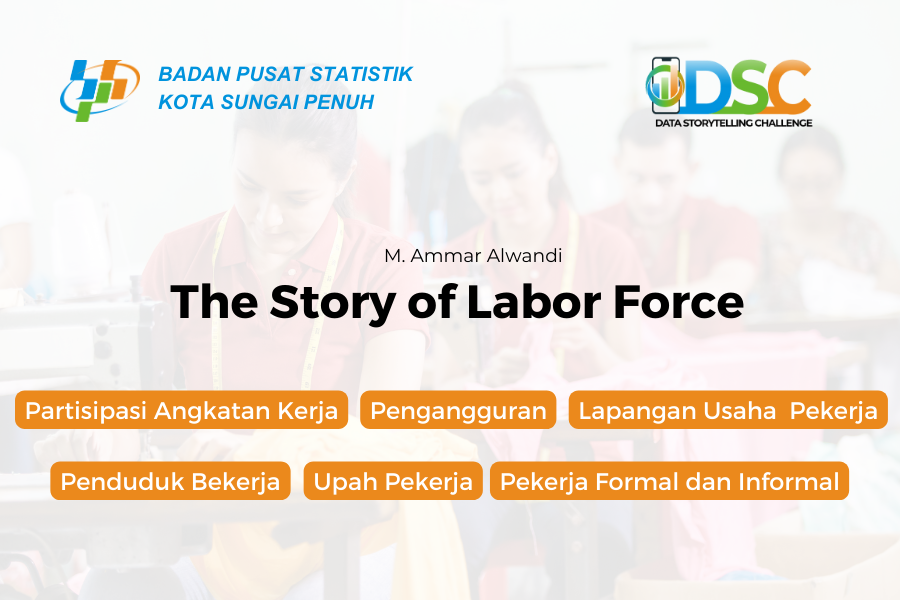 BADAN PUSAT STATISTIK
KOTA SUNGAI PENUH
DSC
DATA STORYTELLING CHALLENGE
M. Ammar Alwandi
The Story of Labor Force
Partisipasi Angkatan Kerja
Pengangguran
Lapangan Usaha Pekerja
Penduduk Bekerja
Upah Pekerja
Pekerja Formal dan Informal